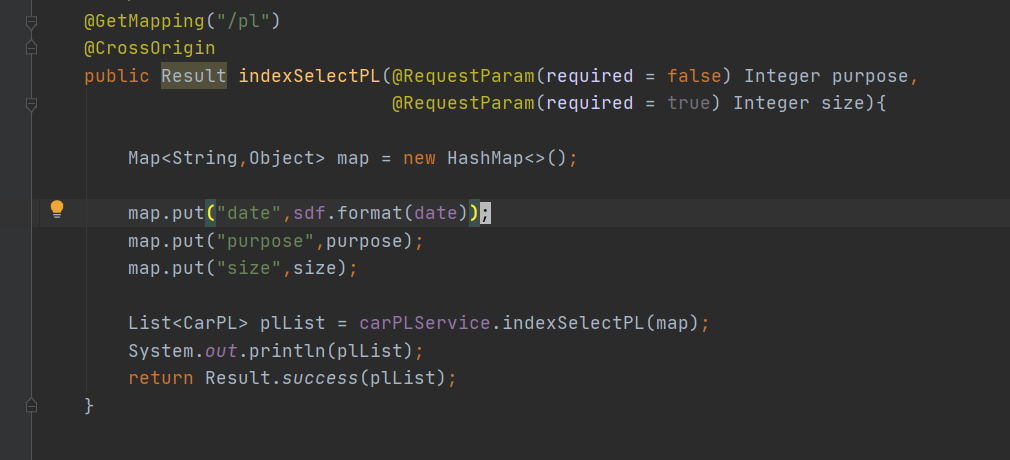 @GetMapping("/pl")
@CrossOrigin
public Result indexSelectPL(@RequestParam(required = false) Integer purpose,
@RequestParam(required = true) Integer size){
Map<String,Object> map = new HashMap<>();
map.put("date",sdf.format(date));
map.put("purpose",purpose);
map.put("size",size);
List<CarPL> plList = carPLService.indexSelectPL(map);
System.out.println(plList);
return Result.success(plList);
}